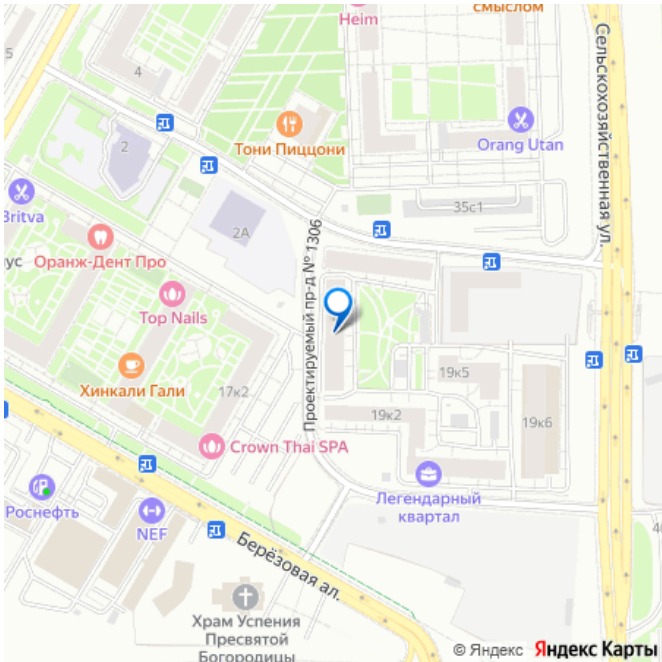 Heim
смыслом
4
2
Тони Пиццони
Orang Utan
Сельскохозяйственная ул.
Britva
2А
35с1
ус
Оранж-Дент Про
Проектируемый пр-д № 1306
Top Nails
Хинкали Гали
17к2
19к5
19к2
19к6
Crown Thai SPA
Легендарный
квартал
Роснефть
NEF
Берёзовая ал.
Храм Успения
Пресвятой
Богородицы
© Яндекс Яндекс Карты